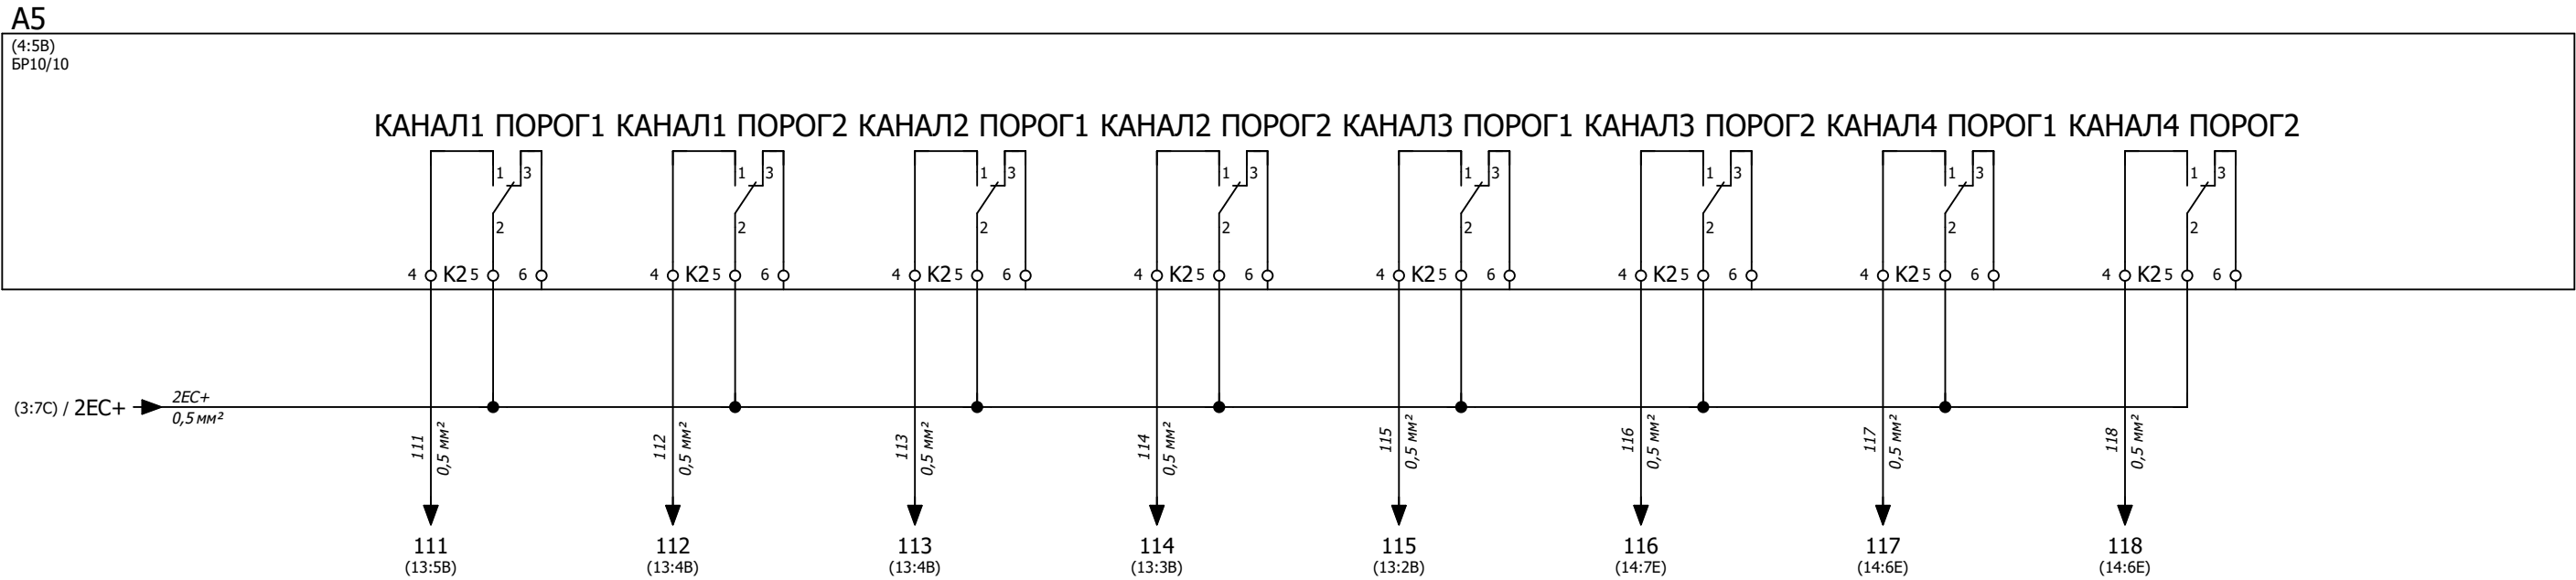 A5
(4:5B)
БР10/10
КАНАЛ1 ПОРОГ1 КАНАЛ1 ПОРОГ2 КАНАЛ2 ПОРОГ1 КАНАЛ2 ПОРОГ2 КАНАЛ3 ПОРОГ1 КАНАЛ3 ПОРОГ2 КАНАЛ4 ПОРОГ1 КАНАЛ4 ПОРОГ2
1 3 1 3 1 3 1 3 1 3 1 3 1 3 1 3
2 2 2 2 2 2 2 2
4 K2 5 6 4 K2 5 6 4 K2 5 6 4 K2 5 6 4 K2 5 6 4 K2 5 6 4 K2 5 6 4 K2 5 6
(3:7C) / 2EC+ 2EC+
0,5 мм²
111 0,5 мм² 112 0,5 мм² 113 0,5 мм² 114 0,5 мм² 115 0,5 мм² 116 0,5 мм² 117 0,5 мм² 118 0,5 мм²
111 112 113 114 115 116 117 118
(13:5B) (13:4B) (13:4B) (13:3B) (13:2B) (14:7E) (14:6E) (14:6E)